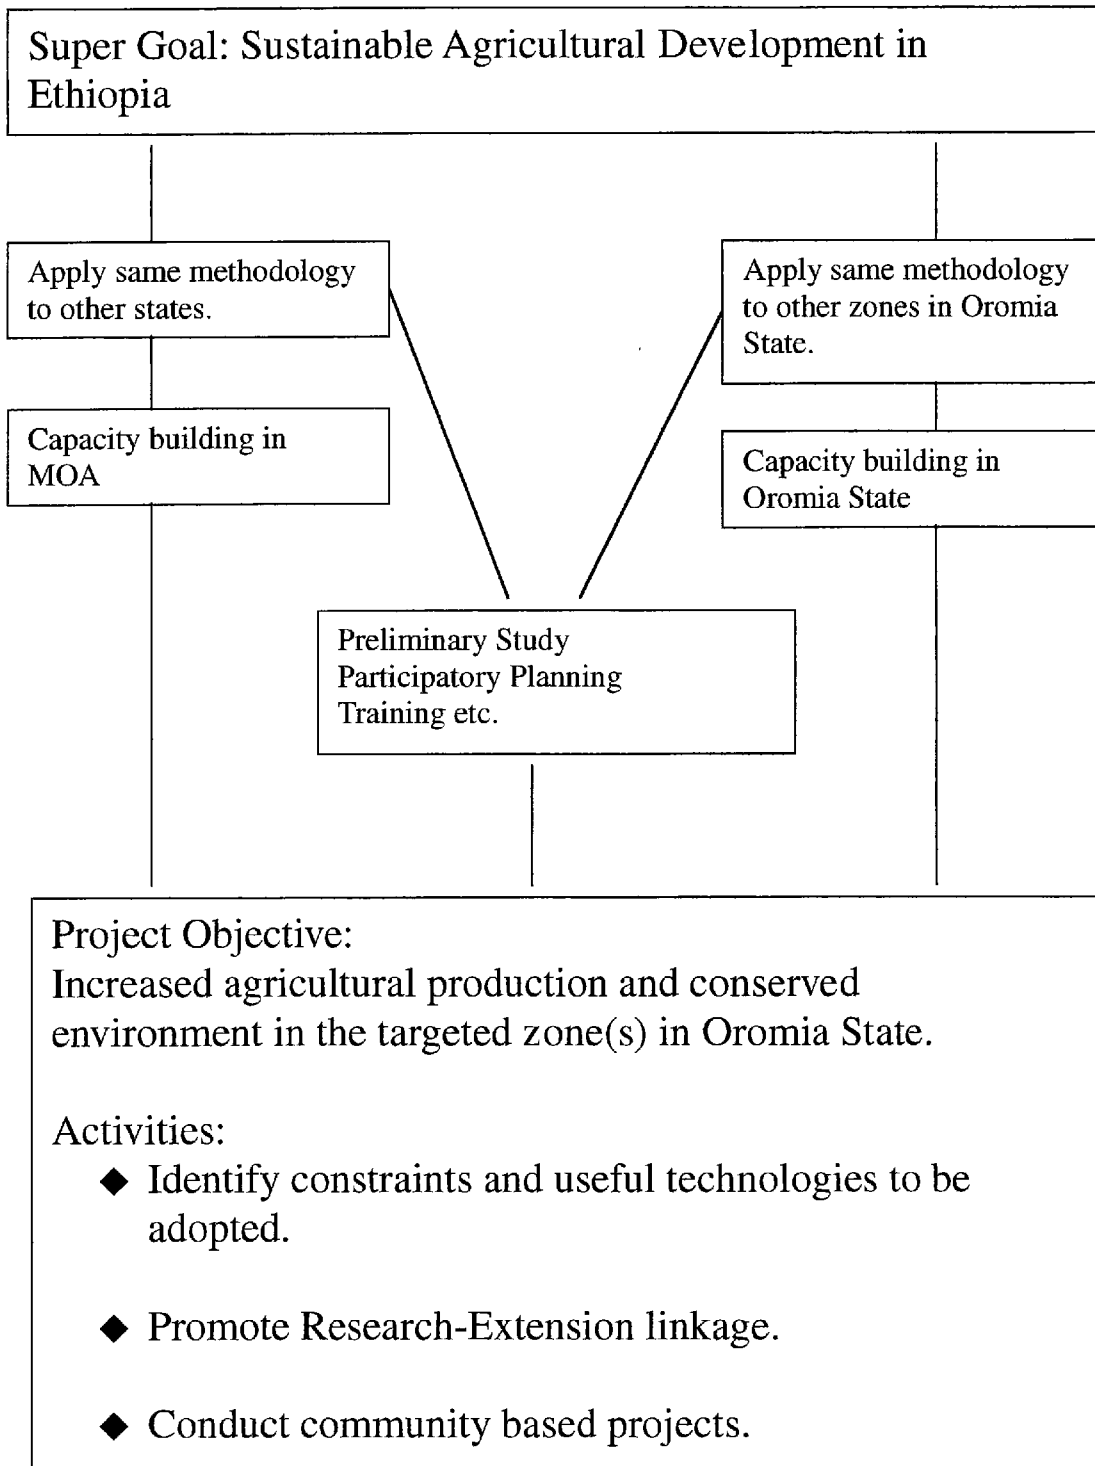 Super Goal: Sustainable Agricultural Development in
Ethiopia
Apply same methodology
to other states.
Apply same methodology
to other zones in Oromia
State.
Capacity building in
MOA
Capacity building in
Oromia State
Preliminary Study
Participatory Planning
Training etc.
Project Objective:
Increased agricultural production and conserved
environment in the targeted zone(s) in Oromia State.
Activities:
◆ Identify constraints and useful technologies to be
adopted.
◆ Promote Research-Extension linkage.
◆ Conduct community based projects.